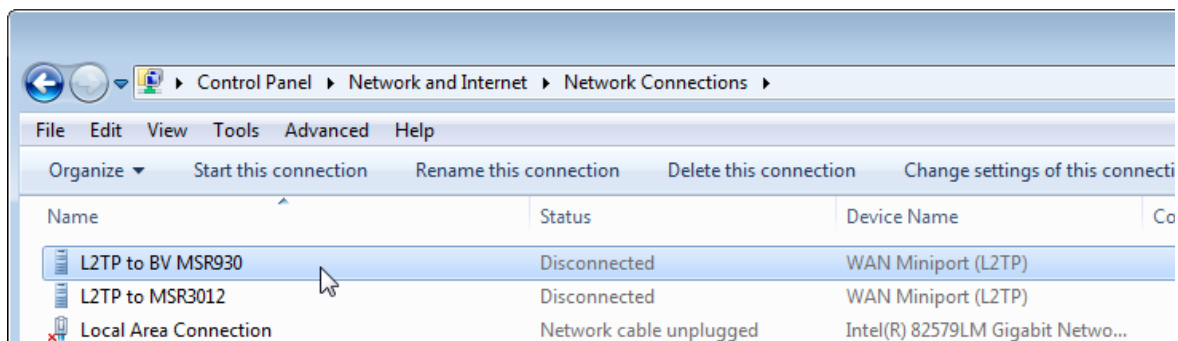 Control Panel Network and Internet Network Connections
File Edit View Tools Advanced Help
Organize Start this connection Rename this connection Delete this connection Change settings of this connecti
Name Status Device Name Co
L2TP to BV MSR930 Disconnected WAN Miniport (L2TP)
L2TP to MSR3012 Disconnected WAN Miniport (L2TP)
Local Area Connection Network cable unplugged Intel(R) 82579LM Gigabit Netwo...